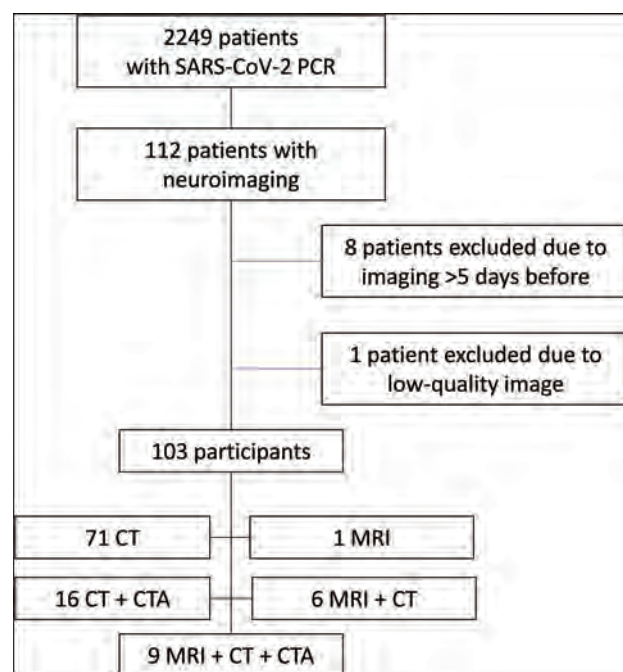 2249 patients
with SARS-CoV-2 PCR
112 patients with
neuroimaging
8 patients excluded due to
imaging >5 days before
1 patient excluded due to
low-quality image
103 participants
71 CT
1 MRI
16 CT + CTA
6 MRI + CT
9 MRI + CT + CTA